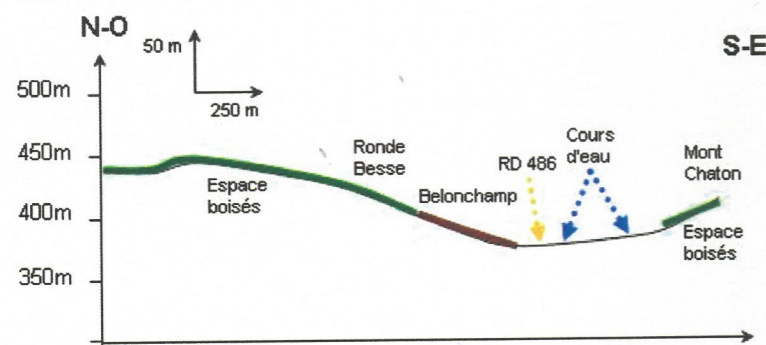 N-O
S-E
50 m
250 m
500m
450m
400m
350m
Espace
boisés
Ronde
Besse
Belonchamp
RD 486
Cours
d'eau
Mont
Chaton
Espace
boisés